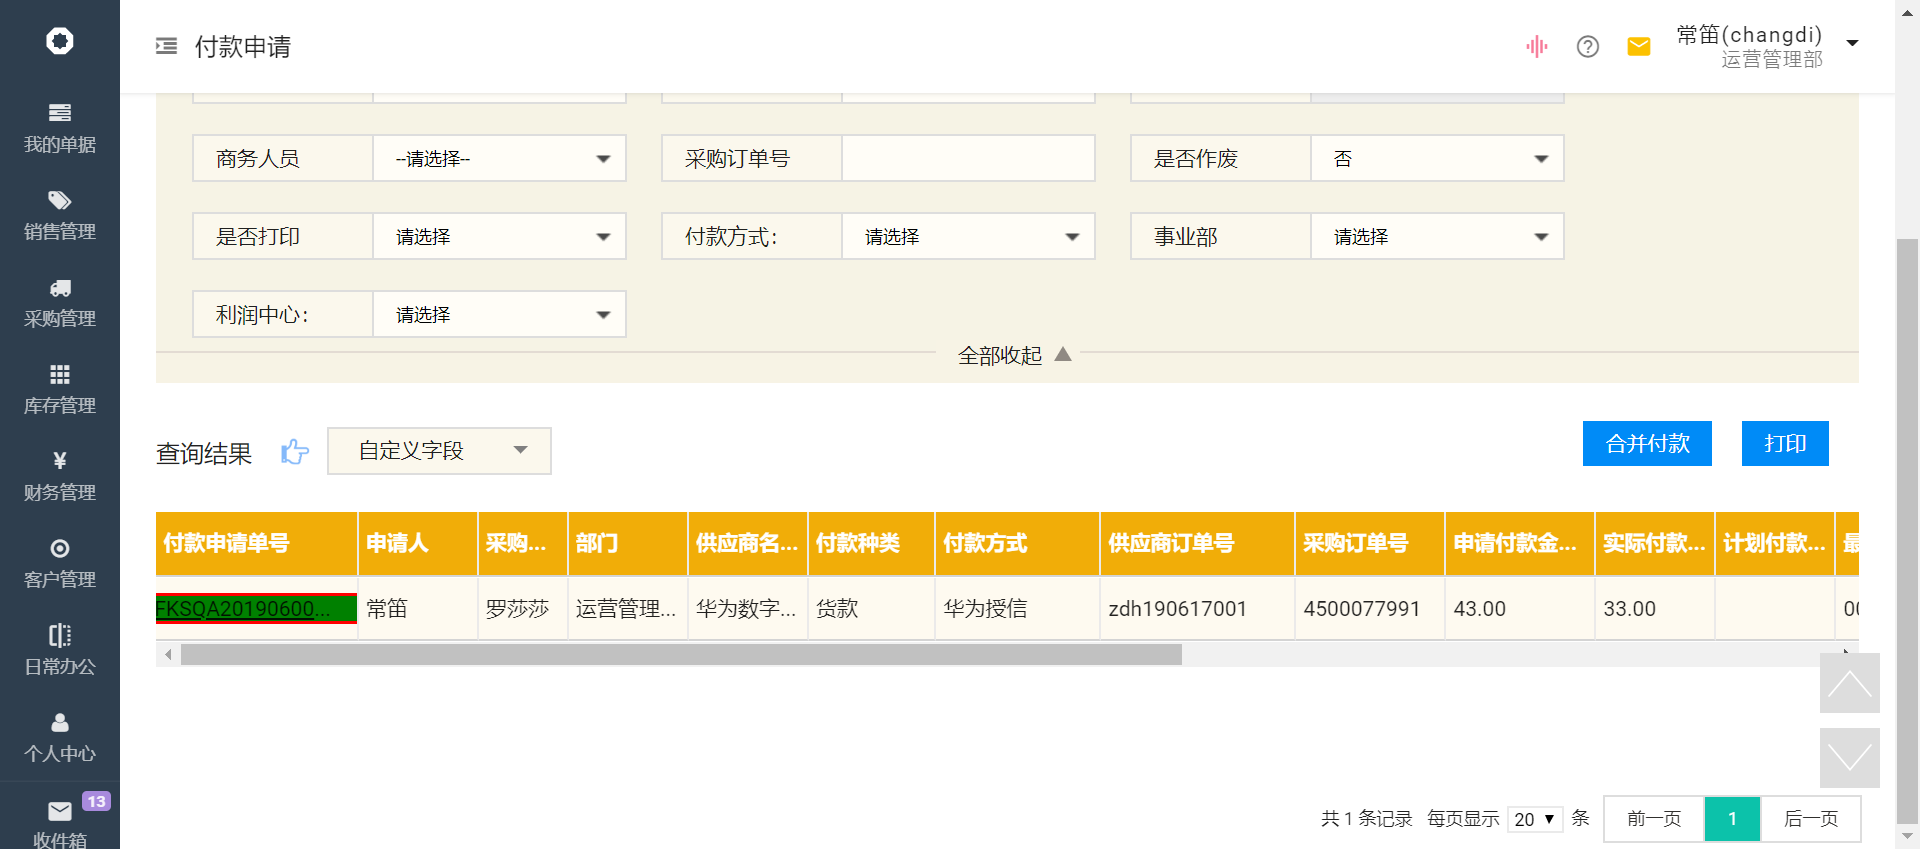 付款申请
常笛(changdi)
运营管理部
我的单据
销售管理
采购管理
库存管理
¥
财务管理
客户管理
日常办公
个人中心
13
收件箱
商务人员 --请选择-- 采购订单号 是否作废 否
是否打印 请选择 付款方式: 请选择 事业部 请选择
利润中心: 请选择
全部收起
查询结果 自定义字段 合并付款 打印
付款申请单号 申请人 采购... 部门 供应商名... 付款种类 付款方式 供应商订单号 采购订单号 申请付款金... 实际付款... 计划付款... 最
FKSQA20190600... 常笛 罗莎莎 运营管理... 华为数字... 货款 华为授信 zdh190617001 4500077991 43.00 33.00 00
共 1 条记录 每页显示 20 条 前一页 1 后一页